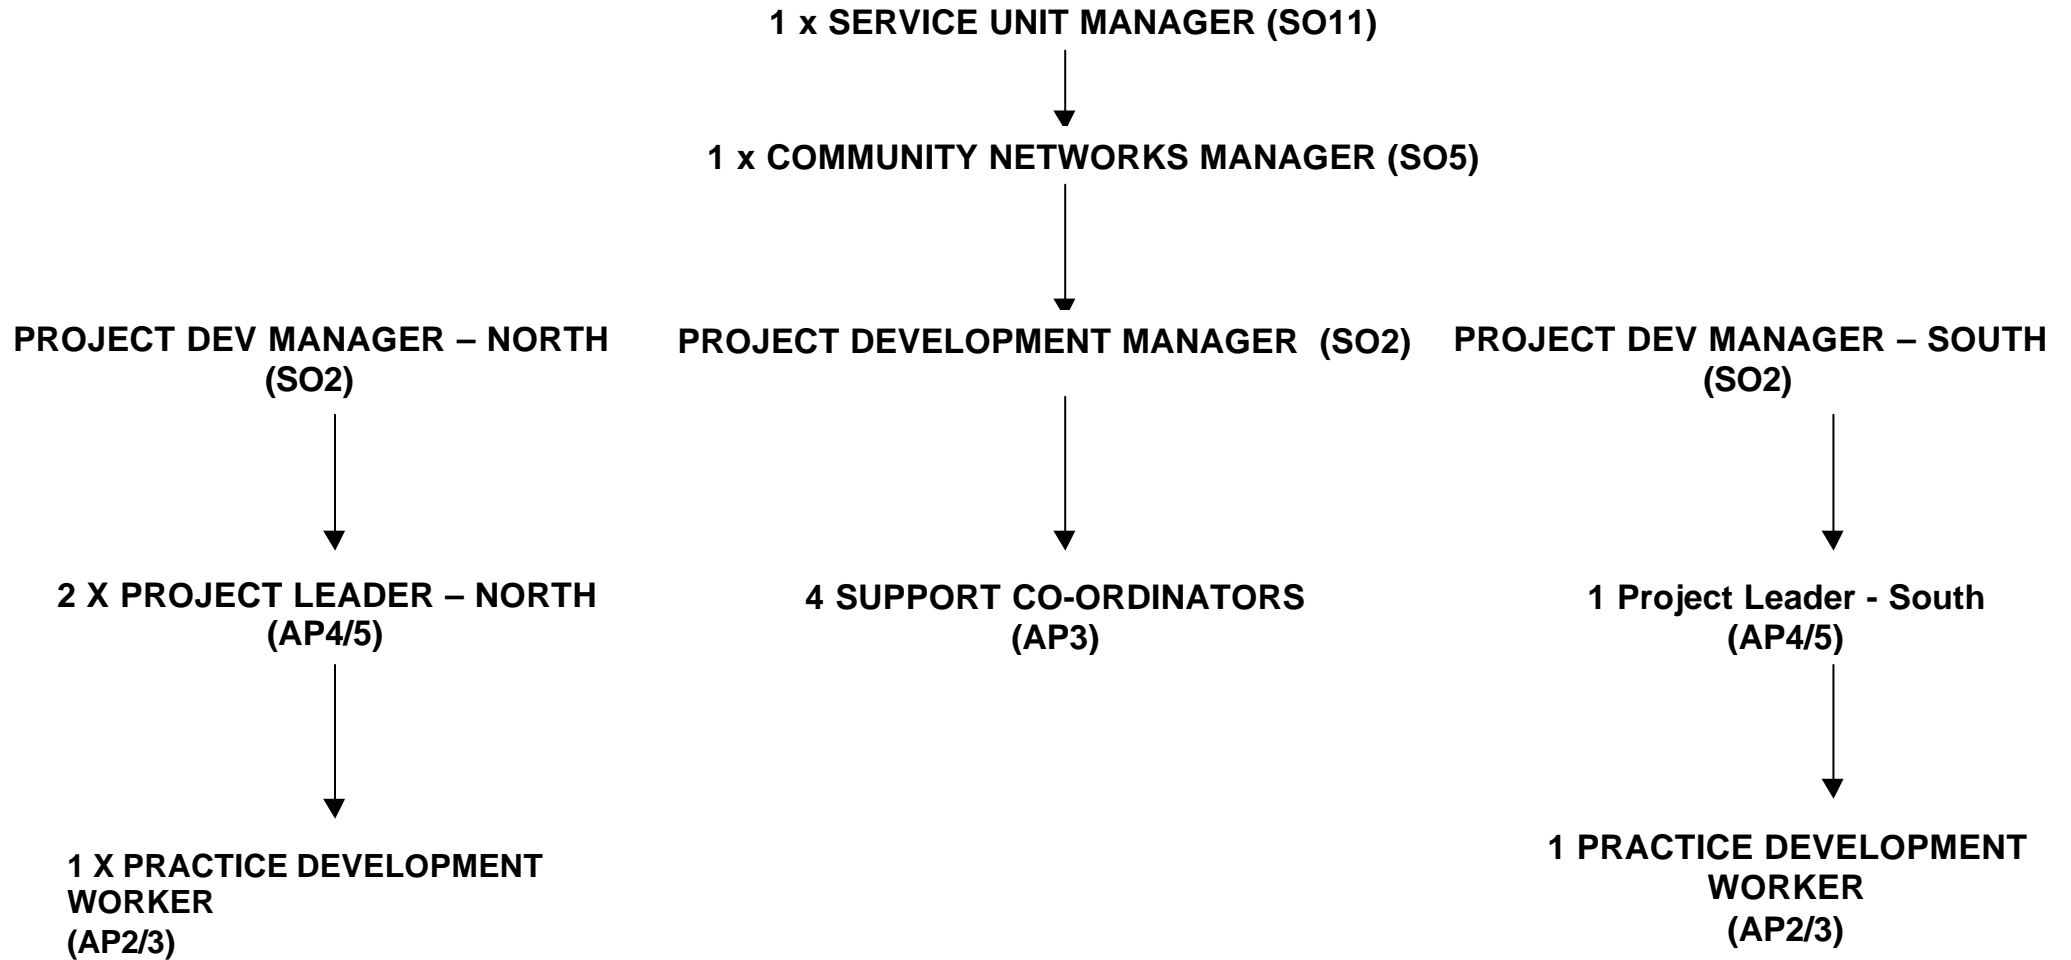 1 x SERVICE UNIT MANAGER (SO11)
1 x COMMUNITY NETWORKS MANAGER (SO5)
PROJECT DEV MANAGER – NORTH
(SO2)
PROJECT DEVELOPMENT MANAGER (SO2)
PROJECT DEV MANAGER – SOUTH
(SO2)
2 X PROJECT LEADER – NORTH
(AP4/5)
4 SUPPORT CO-ORDINATORS
(AP3)
1 Project Leader - South
(AP4/5)
1 X PRACTICE DEVELOPMENT
WORKER
(AP2/3)
1 PRACTICE DEVELOPMENT
WORKER
(AP2/3)